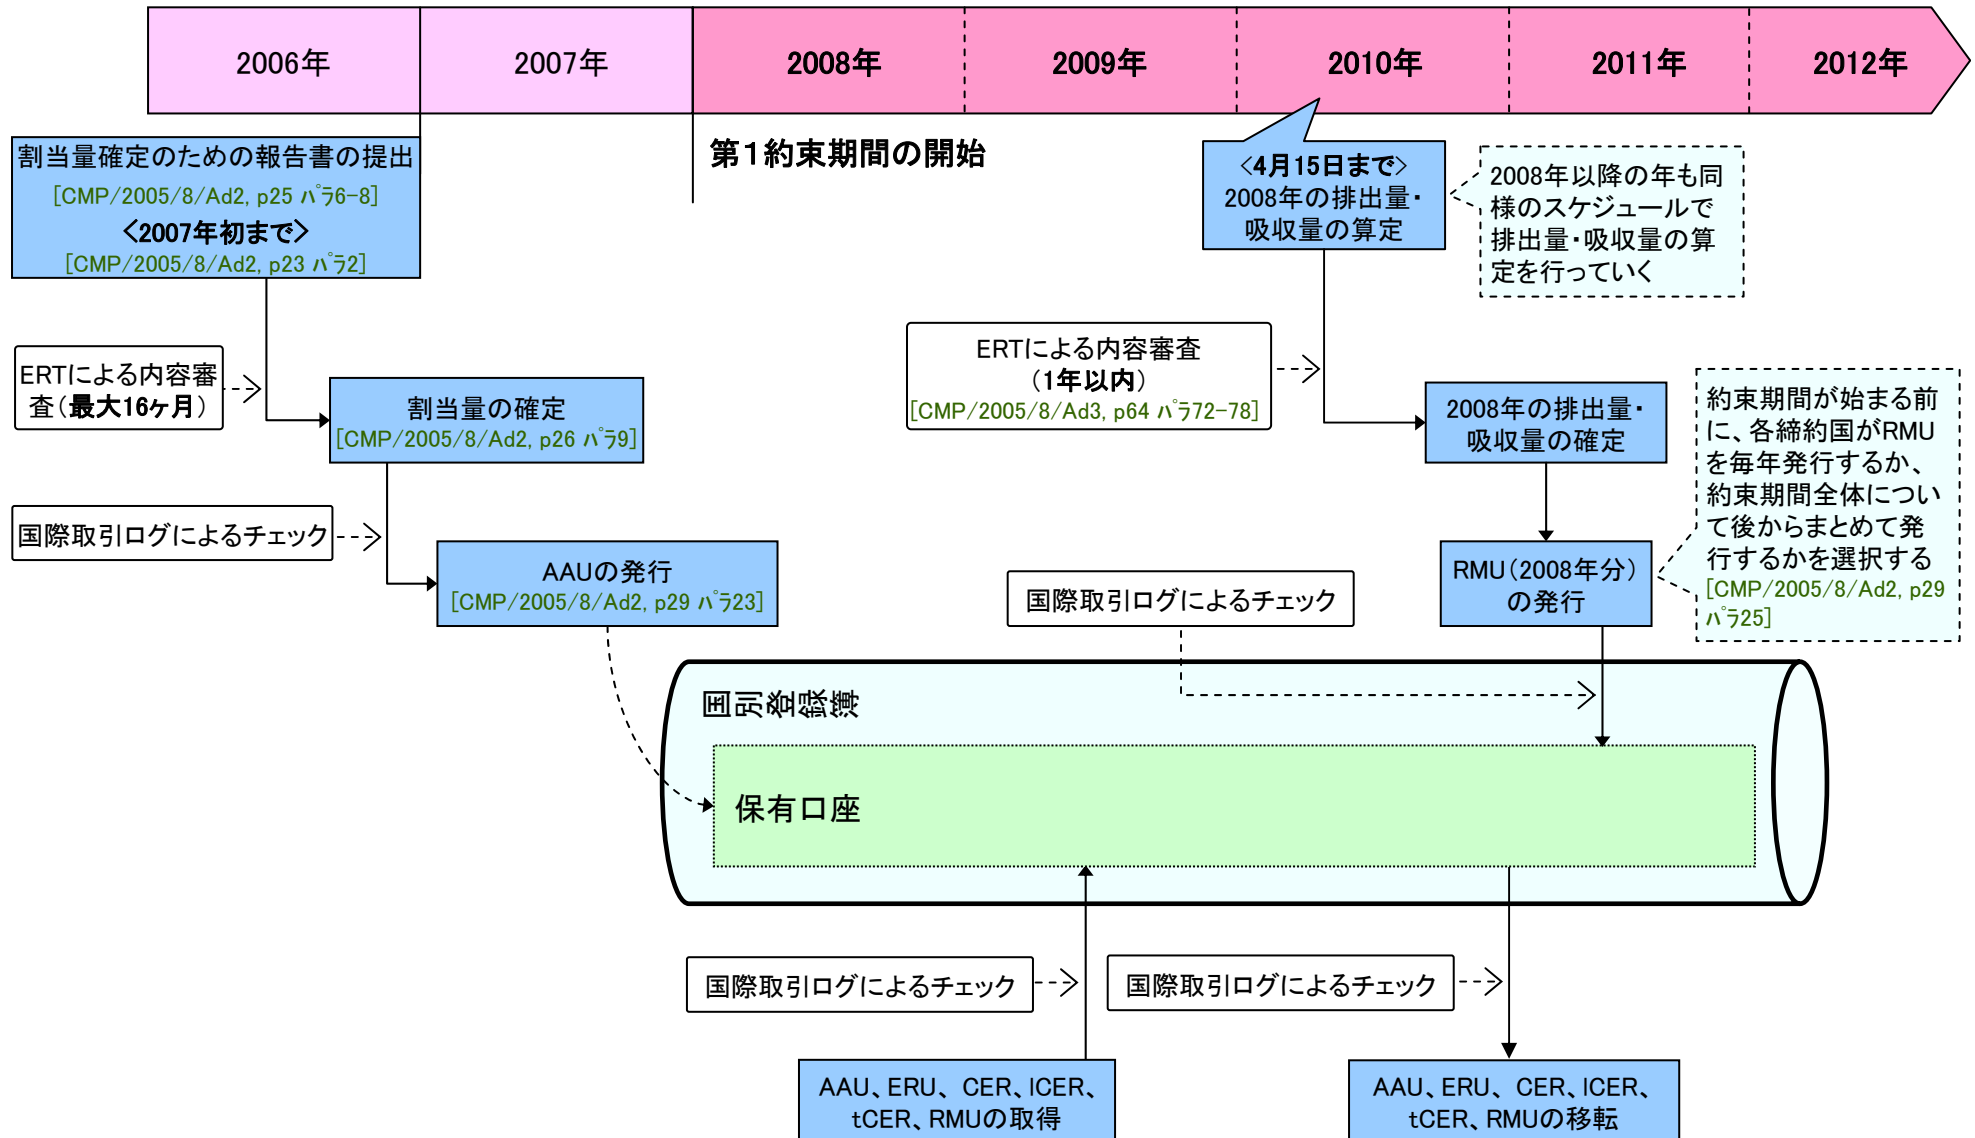 2006年
2007年
2008年
2009年
2010年
2011年
2012年
第1約束期間の開始
割当量確定のための報告書の提出
[CMP/2005/8/Ad2, p25 パラ6-8]
<2007年初まで>
[CMP/2005/8/Ad2, p23 パラ2]
ERTによる内容審
査(最大16ヶ月)
割当量の確定
[CMP/2005/8/Ad2, p26 パラ9]
国際取引ログによるチェック
AAUの発行
[CMP/2005/8/Ad2, p29 パラ23]
<4月15日まで>
2008年の排出量・
吸収量の算定
2008年以降の年も同
様のスケジュールで
排出量・吸収量の算
定を行っていく
ERTによる内容審査
(1年以内)
[CMP/2005/8/Ad3, p64 パラ72-78]
2008年の排出量・
吸収量の確定
約束期間が始まる前
に、各締約国がRMU
を毎年発行するか、
約束期間全体につい
て後からまとめて発
行するかを選択する
[CMP/2005/8/Ad2, p29
パラ25]
RMU(2008年分)
の発行
国際取引ログによるチェック
保有口座
国際取引ログによるチェック
国際取引ログによるチェック
AAU、ERU、CER、lCER、
tCER、RMUの取得
AAU、ERU、CER、lCER、
tCER、RMUの移転